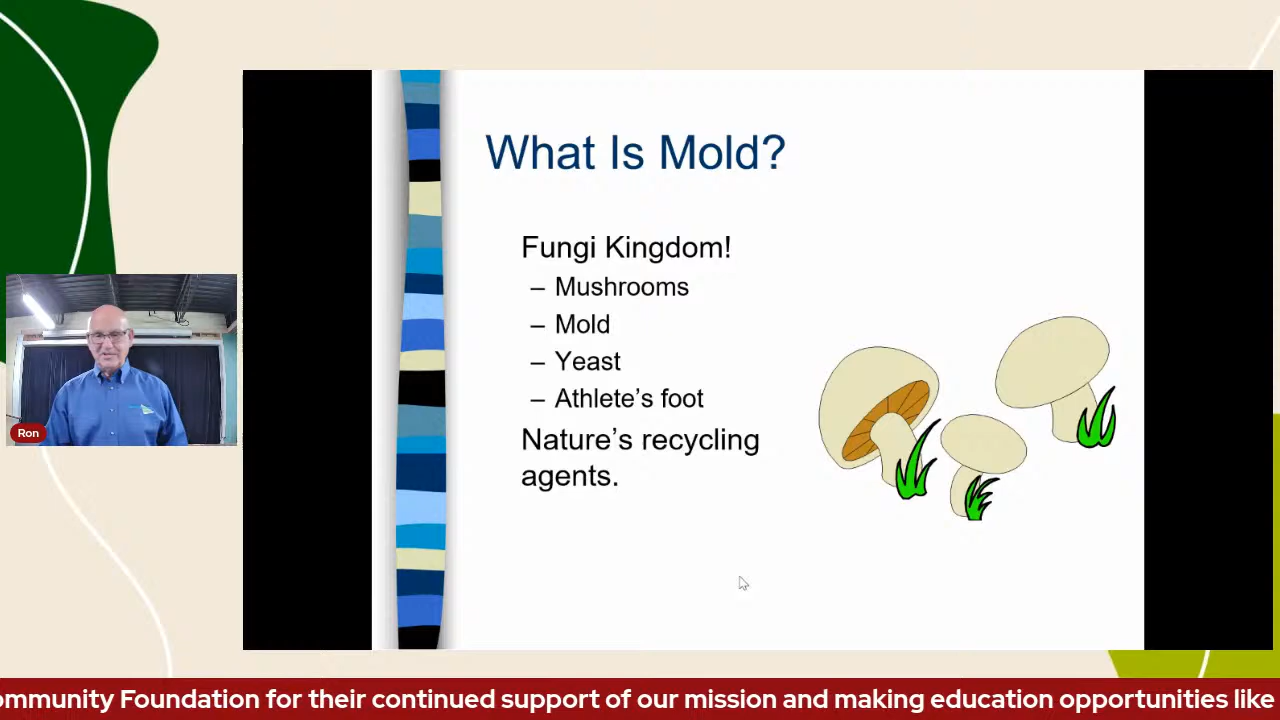 What Is Mold?
Fungi Kingdom!
– Mushrooms
– Mold
– Yeast
– Athlete's foot
Nature's recycling
agents.
Ron
Community Foundation for their continued support of our mission and making education opportunities like